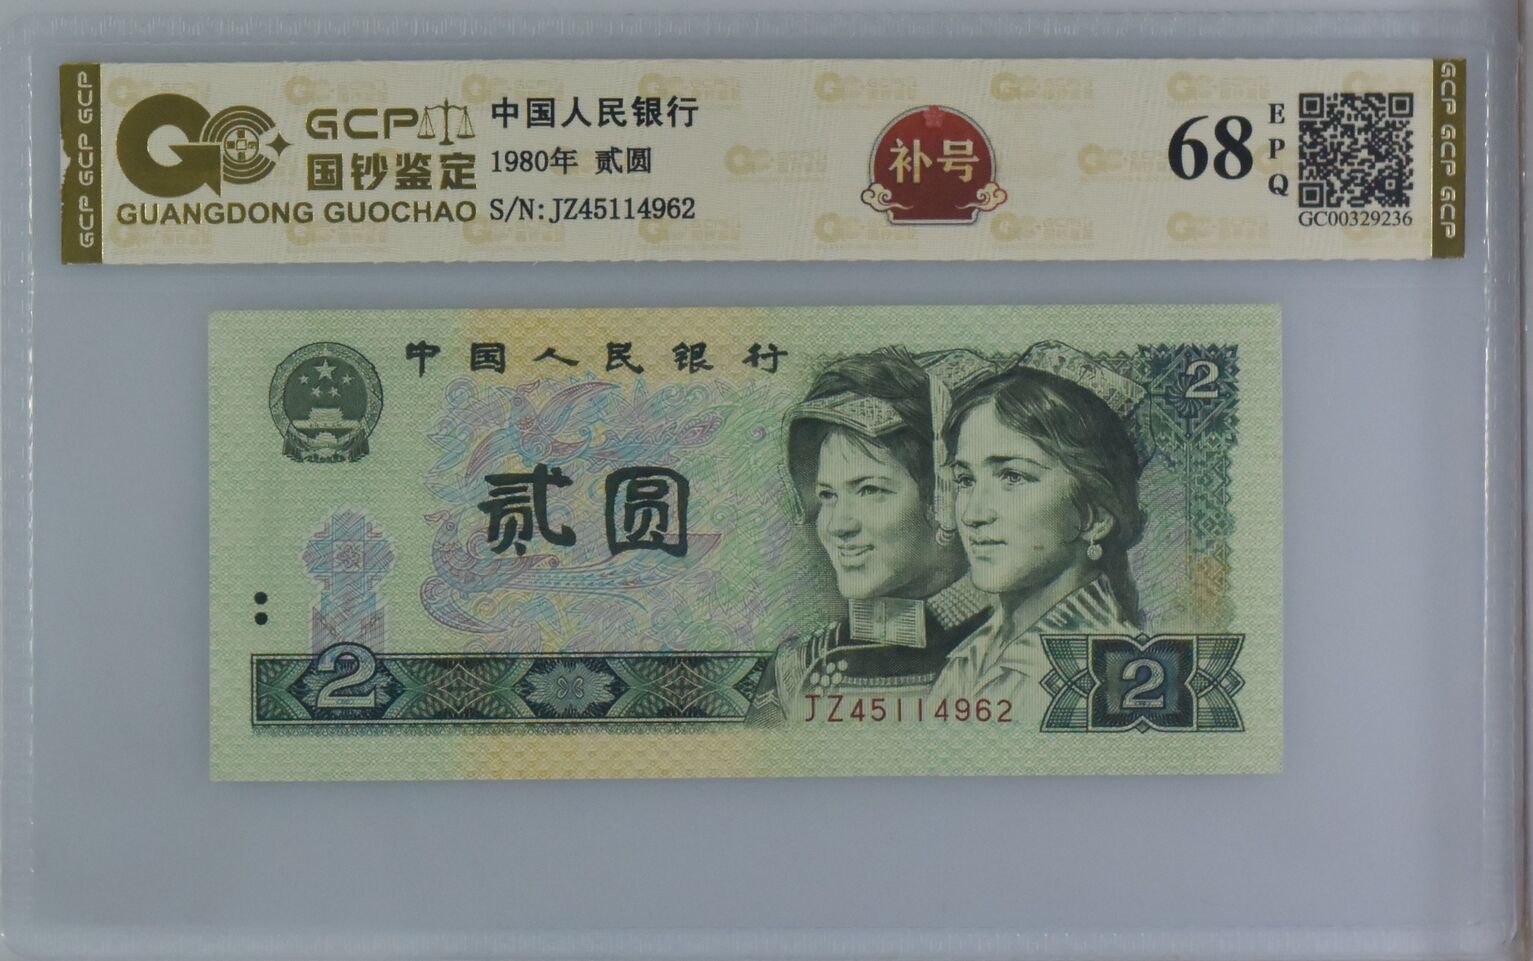 GCP
国钞鉴定
GUANGDONG GUOCHAO
中国人民银行
1980年 贰圆
S/N:JZ45114962
补号
68
EPQ
GC00329236
GCP GCP GCP
GCP GCP GCP
中国人民银行
2
贰圆
2
JZ45114962
2